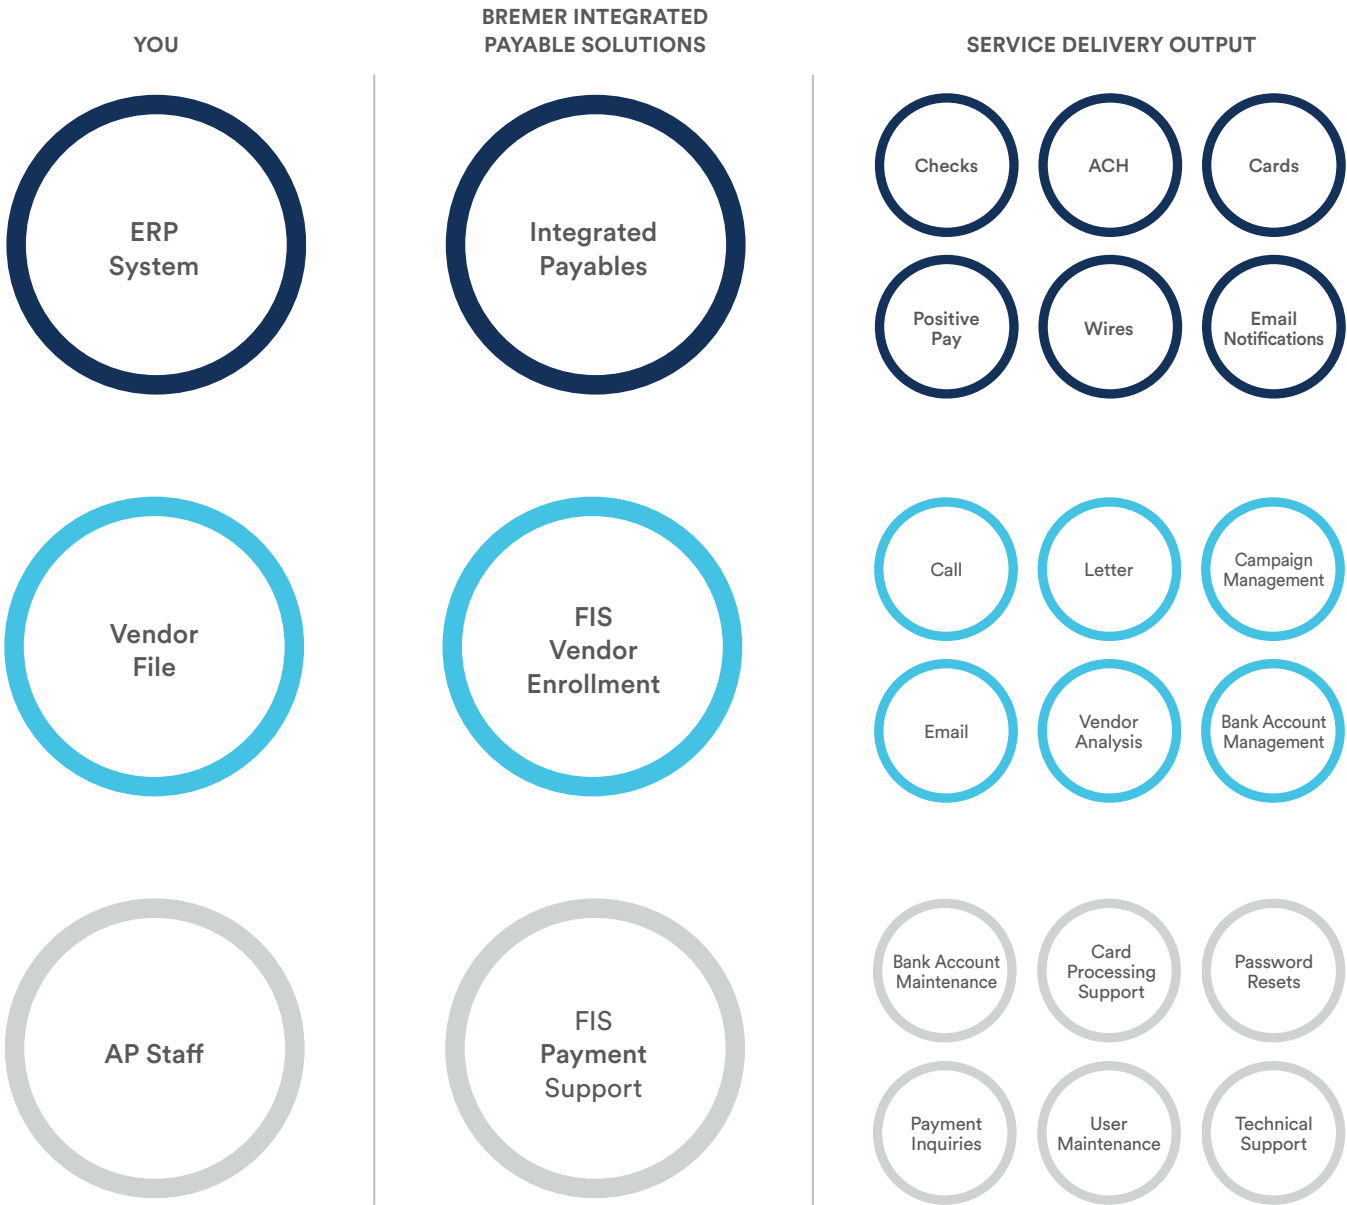 YOU
BREMER INTEGRATED
PAYABLE SOLUTIONS
SERVICE DELIVERY OUTPUT
ERP
System
Integrated
Payables
Checks
ACH
Cards
Positive
Pay
Wires
Email
Notifications
Vendor
File
FIS
Vendor
Enrollment
Call
Letter
Campaign
Management
Email
Vendor
Analysis
Bank Account
Management
AP Staff
FIS
Payment
Support
Bank Account
Maintenance
Card
Processing
Support
Password
Resets
Payment
Inquiries
User
Maintenance
Technical
Support